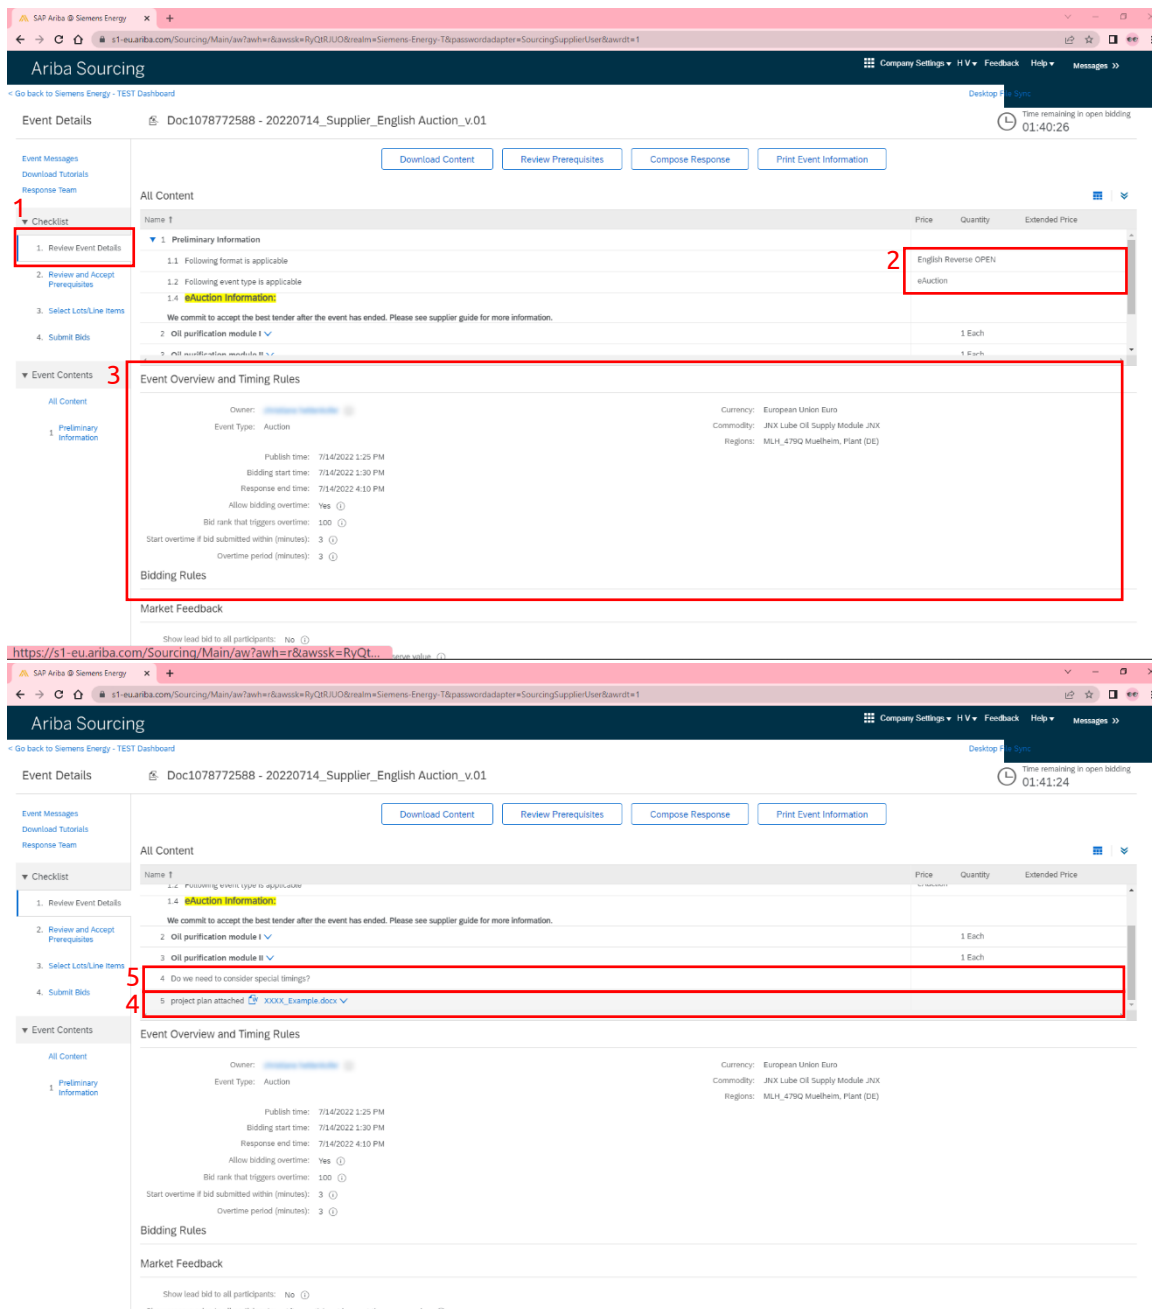 SAP Ariba @ Siemens Energy
s1-eu.ariba.com/Sourcing/Main/aw?awh=r&awssk=RyQtRJUO&realm=Siemens-Energy-T&passwordadapter=SourcingSupplierUser&awrdt=1
Ariba Sourcing
Company Settings H V Feedback Help Messages >>
< Go back to Siemens Energy - TEST Dashboard Desktop File Sync
Event Details Doc1078772588 - 20220714_Supplier_English Auction_v.01
Time remaining in open bidding
01:40:26
Event Messages
Download Tutorials
Response Team
Download Content Review Prerequisites Compose Response Print Event Information
All Content
1
Checklist
1. Review Event Details
2. Review and Accept
Prerequisites
3. Select Lots/Line Items
4. Submit Bids
Name ↑ Price Quantity Extended Price
1 Preliminary Information
1.1 Following format is applicable English Reverse OPEN
2
1.2 Following event type is applicable eAuction
1.4 eAuction Information:
We commit to accept the best tender after the event has ended. Please see supplier guide for more information.
2 Oil purification module I 1 Each
3 Oil purification module II 1 Each
Event Contents
All Content
1 Preliminary
Information
3
Event Overview and Timing Rules
Owner:
Event Type: Auction
Currency: European Union Euro
Commodity: JNX Lube Oil Supply Module JNX
Regions: MLH_479Q Muelheim, Plant (DE)
Publish time: 7/14/2022 1:25 PM
Bidding start time: 7/14/2022 1:30 PM
Response end time: 7/14/2022 4:10 PM
Allow bidding overtime: Yes
Bid rank that triggers overtime: 100
Start overtime if bid submitted within (minutes): 3
Overtime period (minutes): 3
Bidding Rules
Market Feedback
Show lead bid to all participants: No
https://s1-eu.ariba.com/Sourcing/Main/aw?awh=r&awssk=RyQt... serve value
SAP Ariba @ Siemens Energy
s1-eu.ariba.com/Sourcing/Main/aw?awh=r&awssk=RyQtRJUO&realm=Siemens-Energy-T&passwordadapter=SourcingSupplierUser&awrdt=1
Ariba Sourcing
Company Settings H V Feedback Help Messages >>
< Go back to Siemens Energy - TEST Dashboard Desktop File Sync
Event Details Doc1078772588 - 20220714_Supplier_English Auction_v.01
Time remaining in open bidding
01:41:24
Event Messages
Download Tutorials
Response Team
Download Content Review Prerequisites Compose Response Print Event Information
All Content
Checklist
1. Review Event Details
2. Review and Accept
Prerequisites
3. Select Lots/Line Items
4. Submit Bids
Name ↑ Price Quantity Extended Price
1.2 Following event type is applicable eAuction
1.4 eAuction Information:
We commit to accept the best tender after the event has ended. Please see supplier guide for more information.
2 Oil purification module I 1 Each
3 Oil purification module II 1 Each
5
4 Do we need to consider special timings?
4
5 project plan attached XXXX_Example.docx
Event Contents
All Content
1 Preliminary
Information
Event Overview and Timing Rules
Owner:
Event Type: Auction
Currency: European Union Euro
Commodity: JNX Lube Oil Supply Module JNX
Regions: MLH_479Q Muelheim, Plant (DE)
Publish time: 7/14/2022 1:25 PM
Bidding start time: 7/14/2022 1:30 PM
Response end time: 7/14/2022 4:10 PM
Allow bidding overtime: Yes
Bid rank that triggers overtime: 100
Start overtime if bid submitted within (minutes): 3
Overtime period (minutes): 3
Bidding Rules
Market Feedback
Show lead bid to all participants: No